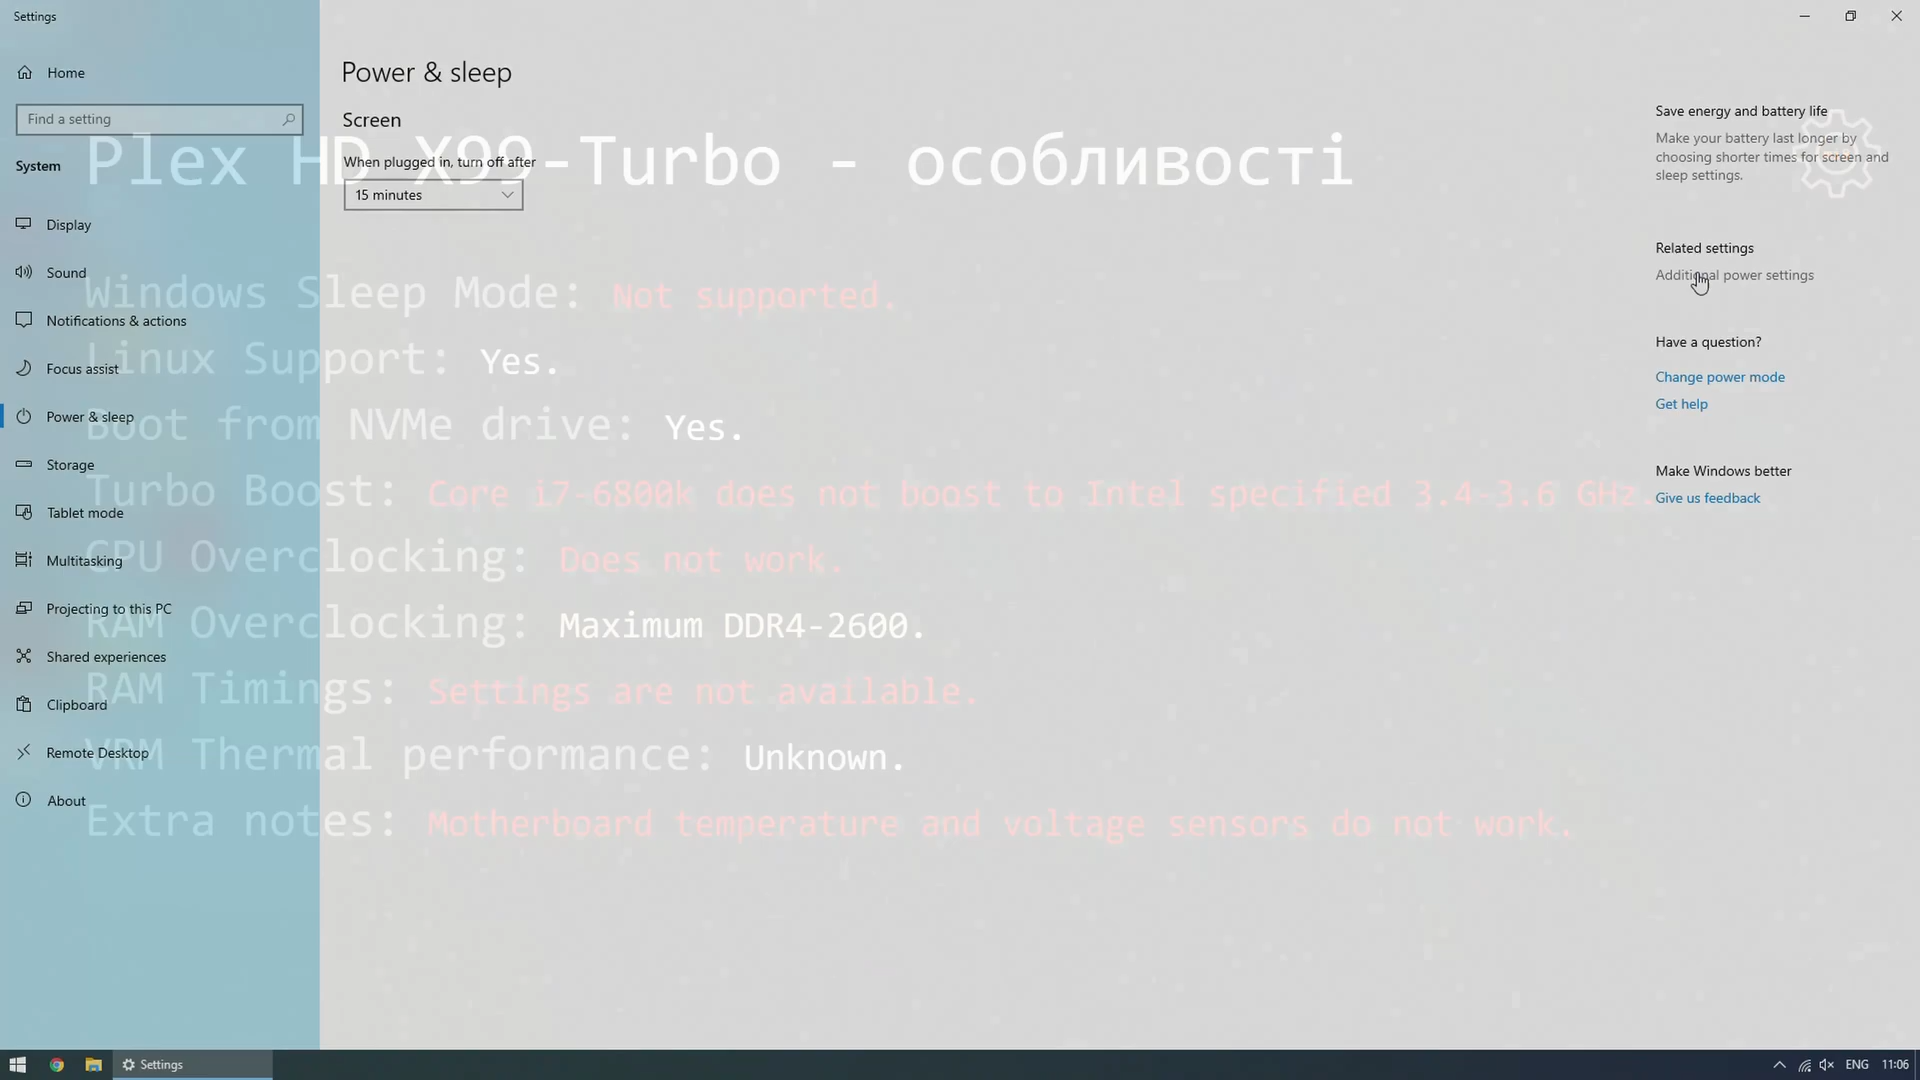 Settings
Home
Find a setting
System
Display
Sound
Notifications & actions
Focus assist
Power & sleep
Storage
Tablet mode
Multitasking
Projecting to this PC
Shared experiences
Clipboard
Remote Desktop
About
Power & sleep
Screen
When plugged in, turn off after
15 minutes
Save energy and battery life
Make your battery last longer by
choosing shorter times for screen and
sleep settings.
Related settings
Additional power settings
Have a question?
Change power mode
Get help
Make Windows better
Give us feedback
Plex HD X99-Turbo - особливості
Windows Sleep Mode: Not supported.
Linux Support: Yes.
Boot from NVMe drive: Yes.
Turbo Boost: Core i7-6800k does not boost to Intel specified 3.4-3.6 GHz.
CPU Overclocking: Does not work.
RAM Overclocking: Maximum DDR4-2600.
RAM Timings: Settings are not available.
VRM Thermal performance: Unknown.
Extra notes: Motherboard temperature and voltage sensors do not work.
Settings
ENG
11:06